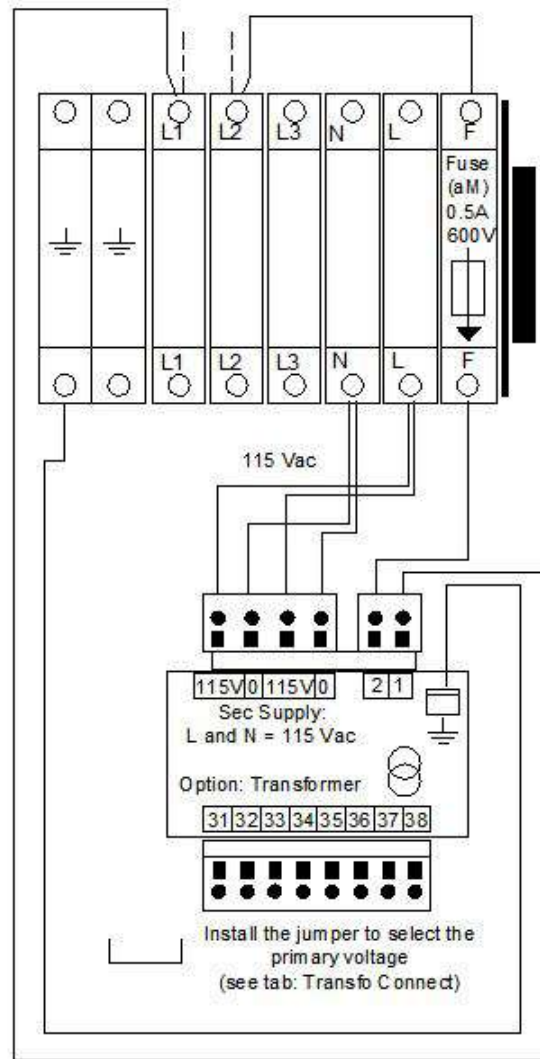 L1 L2 L3 N L F
Fuse
(aM)
0.5A
600V
L1 L2 L3 N L F
115 Vac
115V 0 115V 0 2 1
Sec Supply:
L and N = 115 Vac
Option: Transformer
31 32 33 34 35 36 37 38
Install the jumper to select the
primary voltage
(see tab: Transfo Connect)